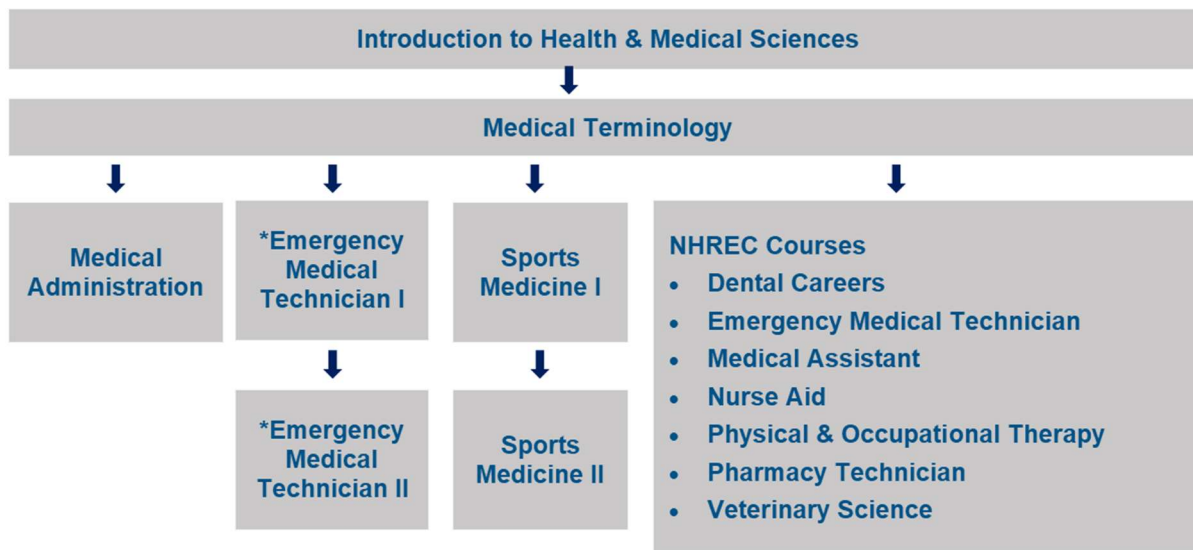 Introduction to Health & Medical Sciences
Medical Terminology
Medical
Administration
*Emergency
Medical
Technician I
Sports
Medicine I
NHREC Courses
• Dental Careers
• Emergency Medical Technician
• Medical Assistant
• Nurse Aid
• Physical & Occupational Therapy
• Pharmacy Technician
• Veterinary Science
*Emergency
Medical
Technician II
Sports
Medicine II